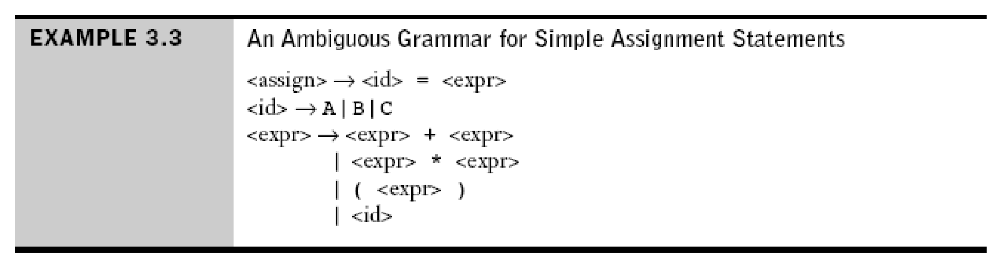 EXAMPLE 3.3
An Ambiguous Grammar for Simple Assignment Statements
<assign> → <id> = <expr>
<id> → A | B | C
<expr> → <expr> + <expr>
| <expr> * <expr>
| ( <expr> )
| <id>